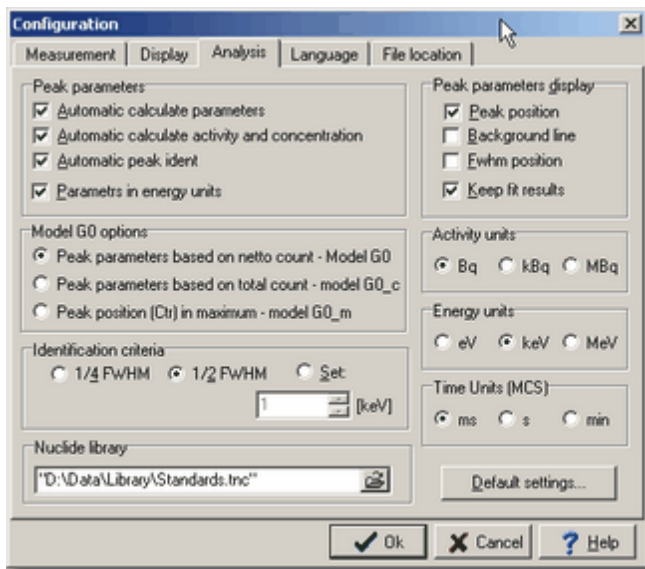 Configuration
Measurement Display Analysis Language File location
Peak parameters
Automatic calculate parameters
Automatic calculate activity and concentration
Automatic peak ident
Parametrs in energy units
Peak parameters display
Peak position
Background line
Fwhm position
Keep fit results
Model G0 options
Peak parameters based on netto count - Model G0
Peak parameters based on total count - model G0_c
Peak position (Ctr) in maximum - model G0_m
Activity units
Bq kBq MBq
Energy units
eV keV MeV
Identification criteria
1/4 FWHM 1/2 FWHM Set:
1 [keV]
Time Units (MCS)
ms s min
Nuclide library
"D:\Data\Library\Standards.tnc"
Default settings...
Ok Cancel Help